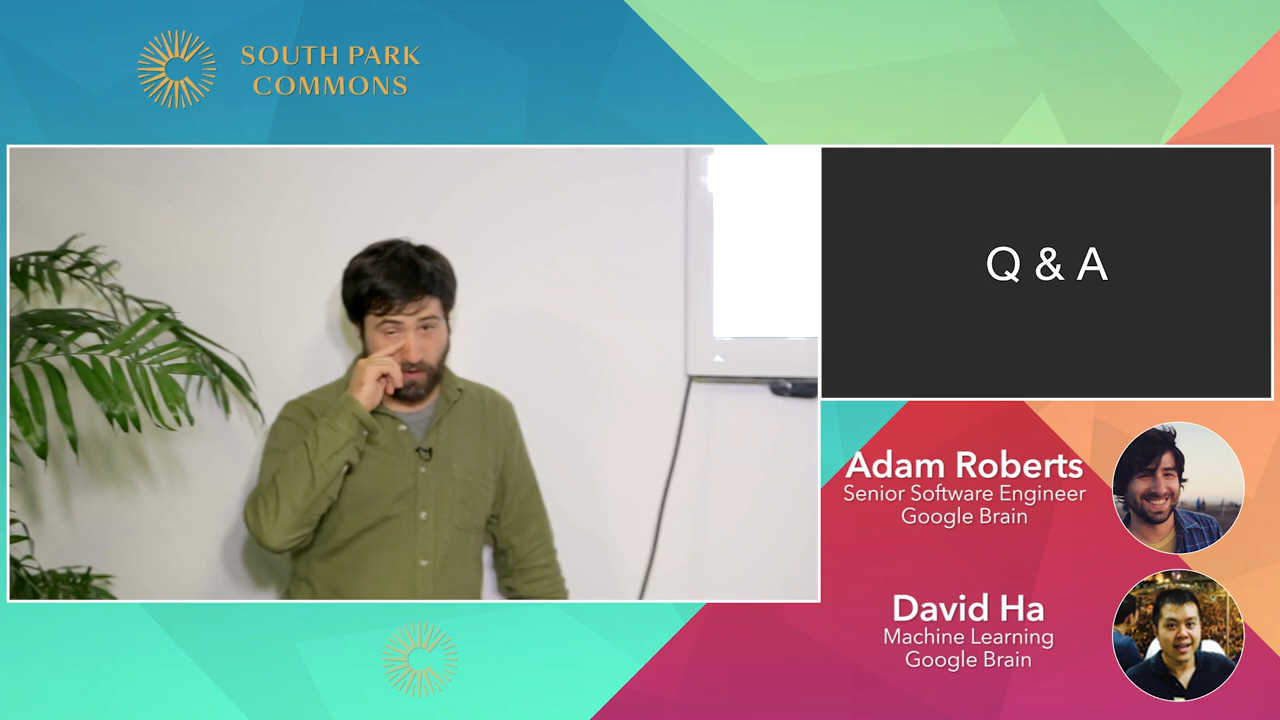 SOUTH PARK
COMMONS
Q & A
Adam Roberts
Senior Software Engineer
Google Brain
David Ha
Machine Learning
Google Brain